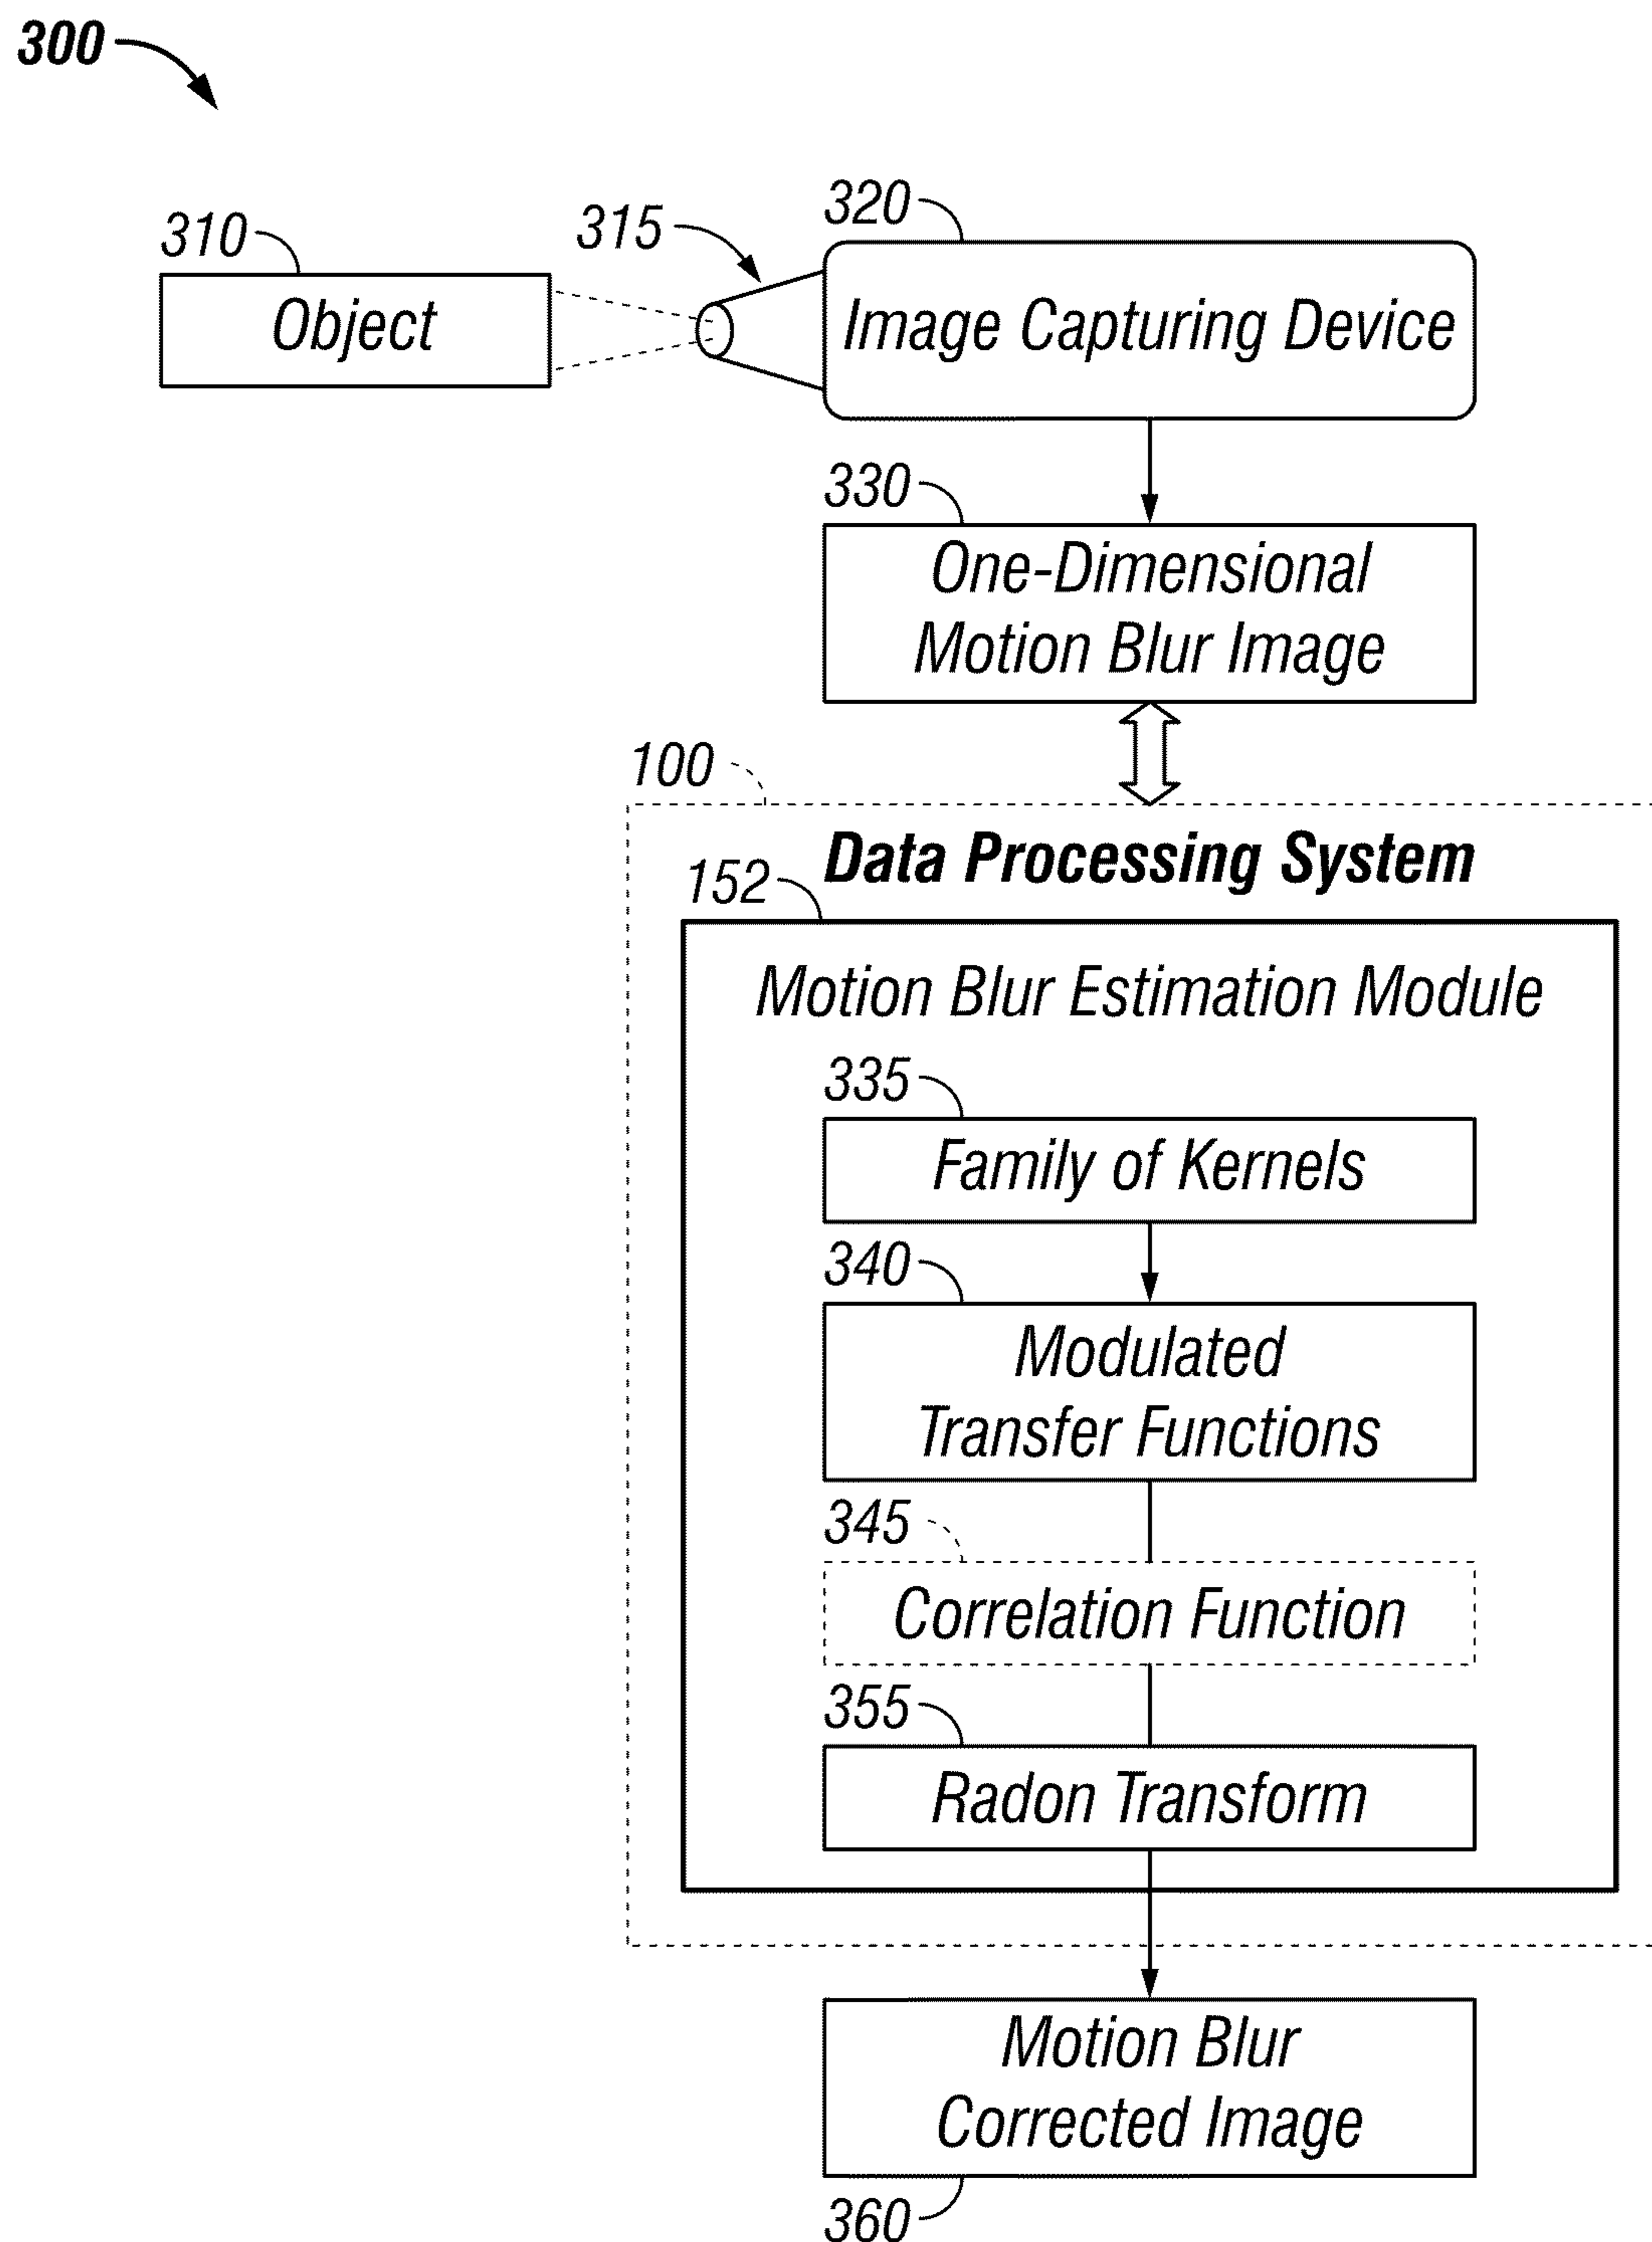 300
310
315
320
Object
Image Capturing Device
330
One-Dimensional
Motion Blur Image
100
Data Processing System
152
Motion Blur Estimation Module
335
Family of Kernels
340
Modulated
Transfer Functions
345
Correlation Function
355
Radon Transform
Motion Blur
Corrected Image
360